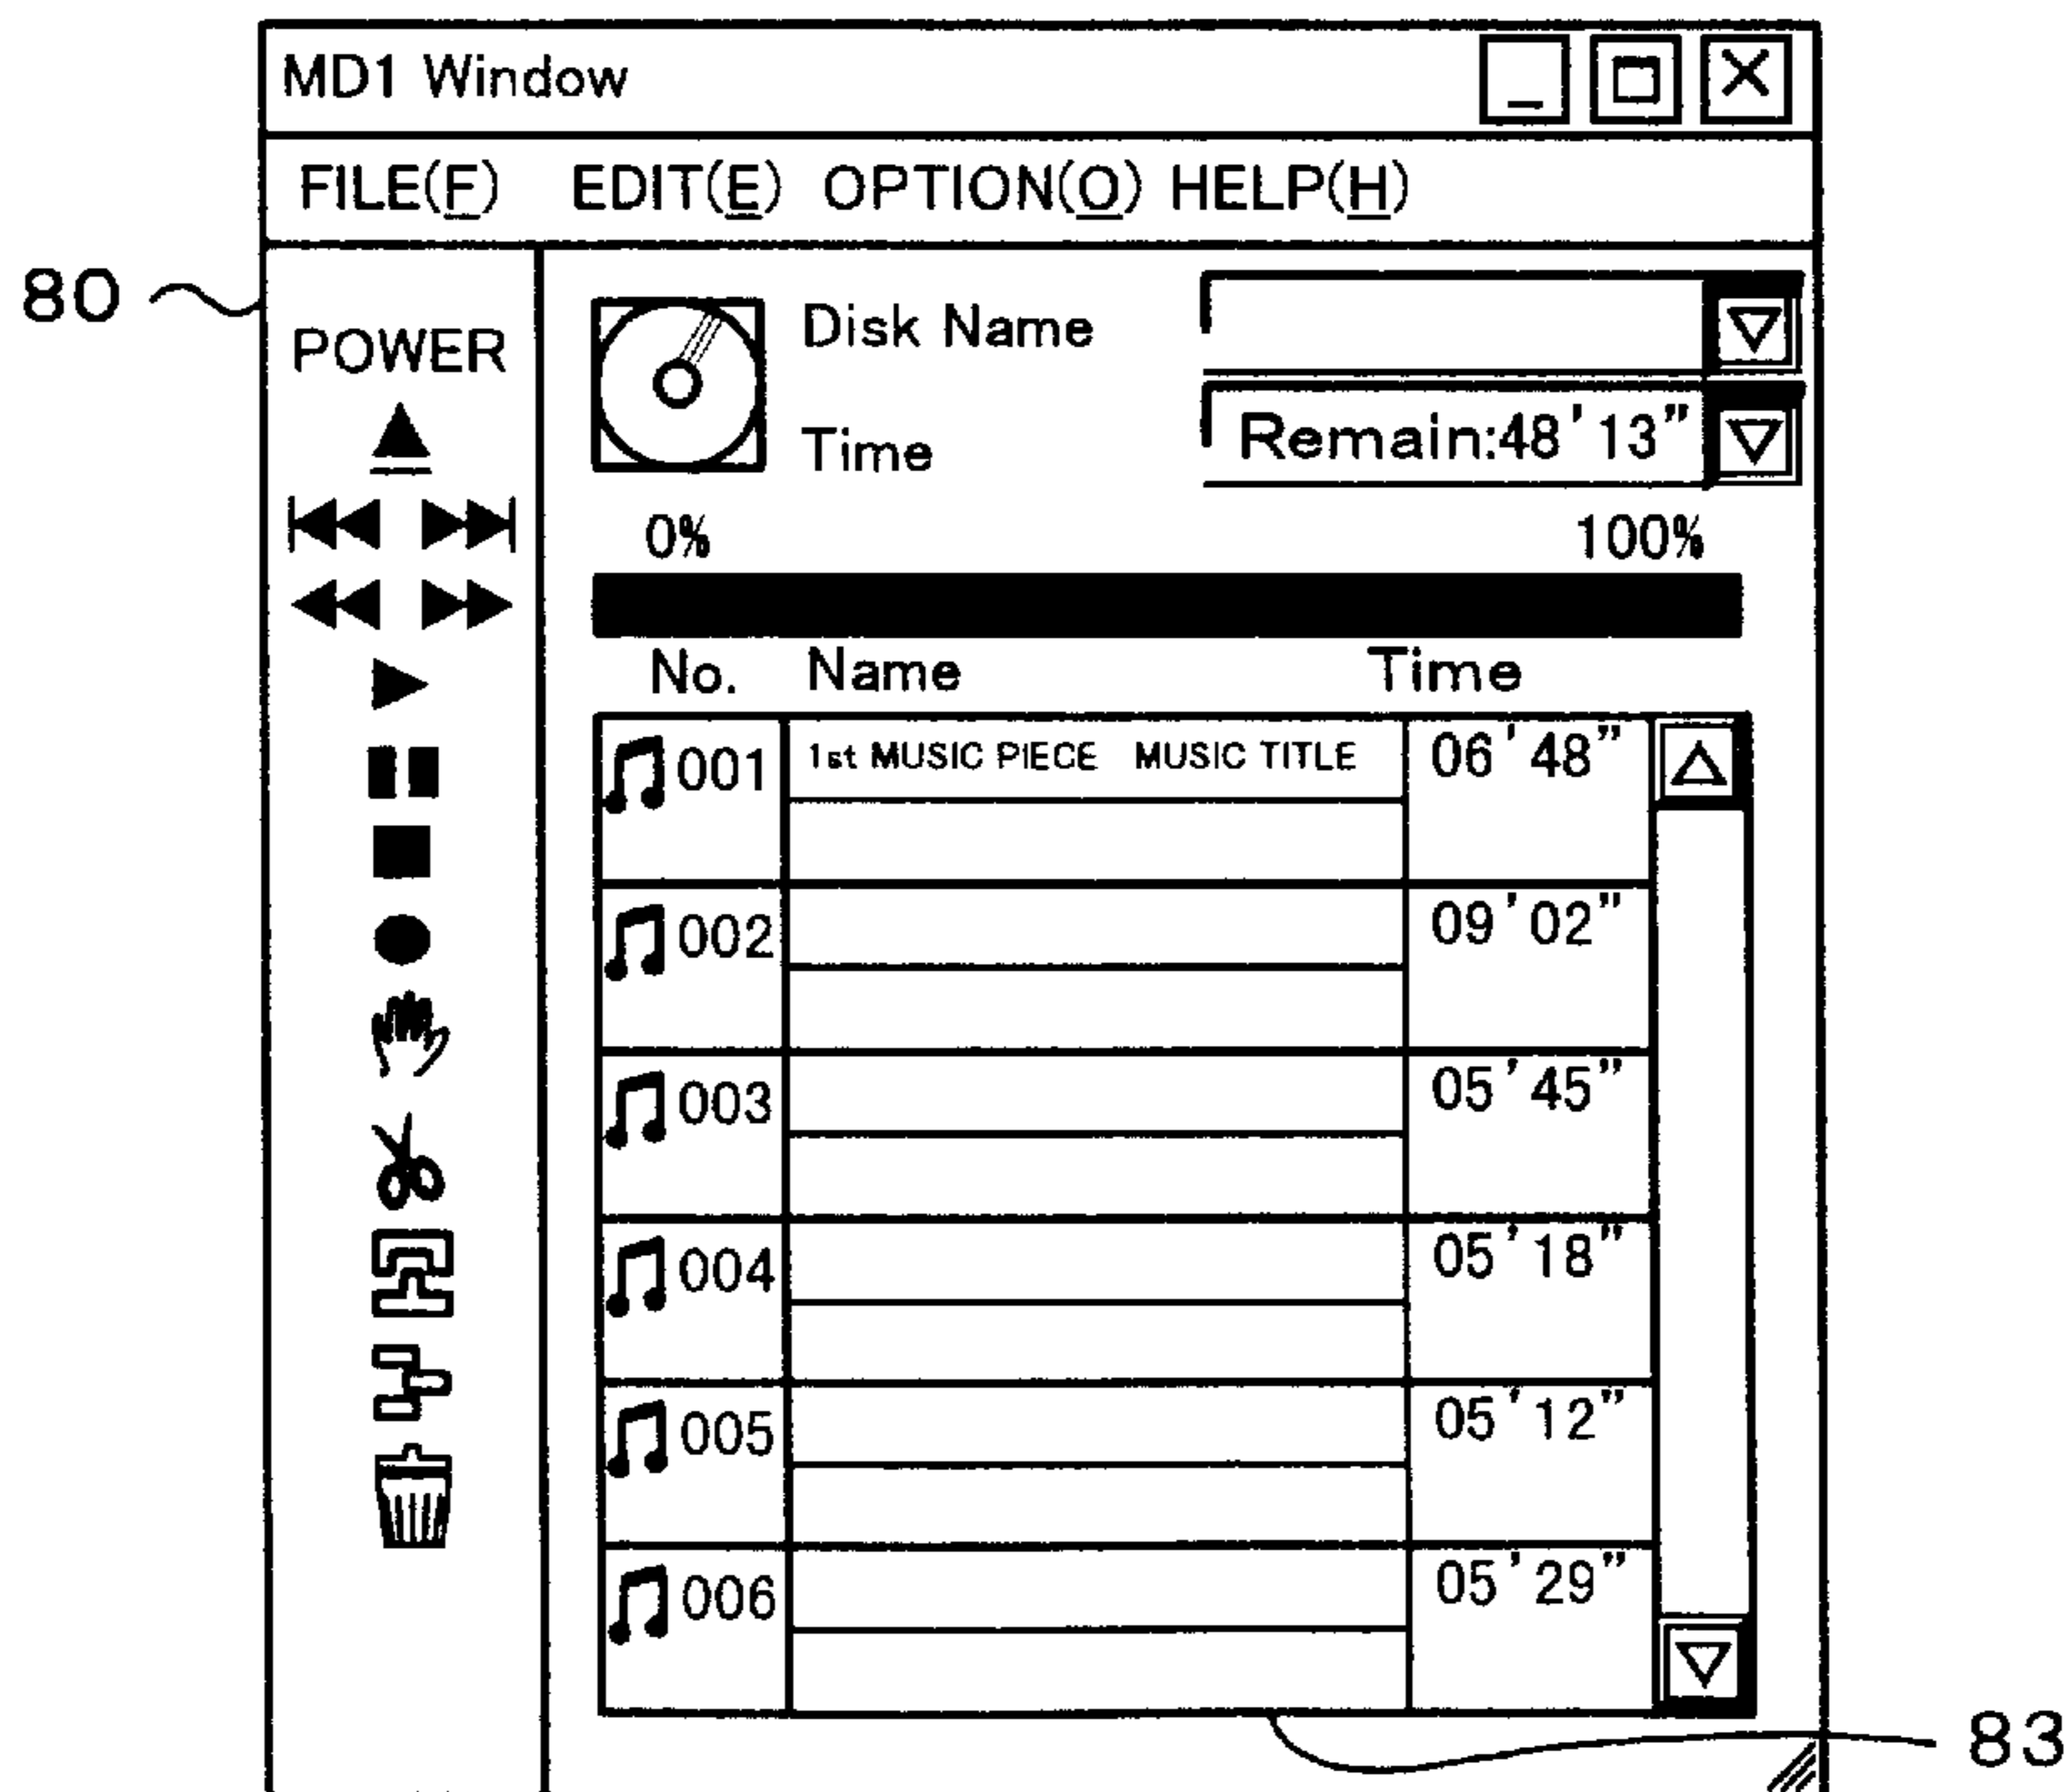 MD1 Window
FILE(F) EDIT(E) OPTION(O) HELP(H)
80
POWER
Disk Name
Time Remain:48'13"
0% 100%
No. Name Time
001 1st MUSIC PIECE MUSIC TITLE 06'48"
002 09'02"
003 05'45"
004 05'18"
005 05'12"
006 05'29"
83